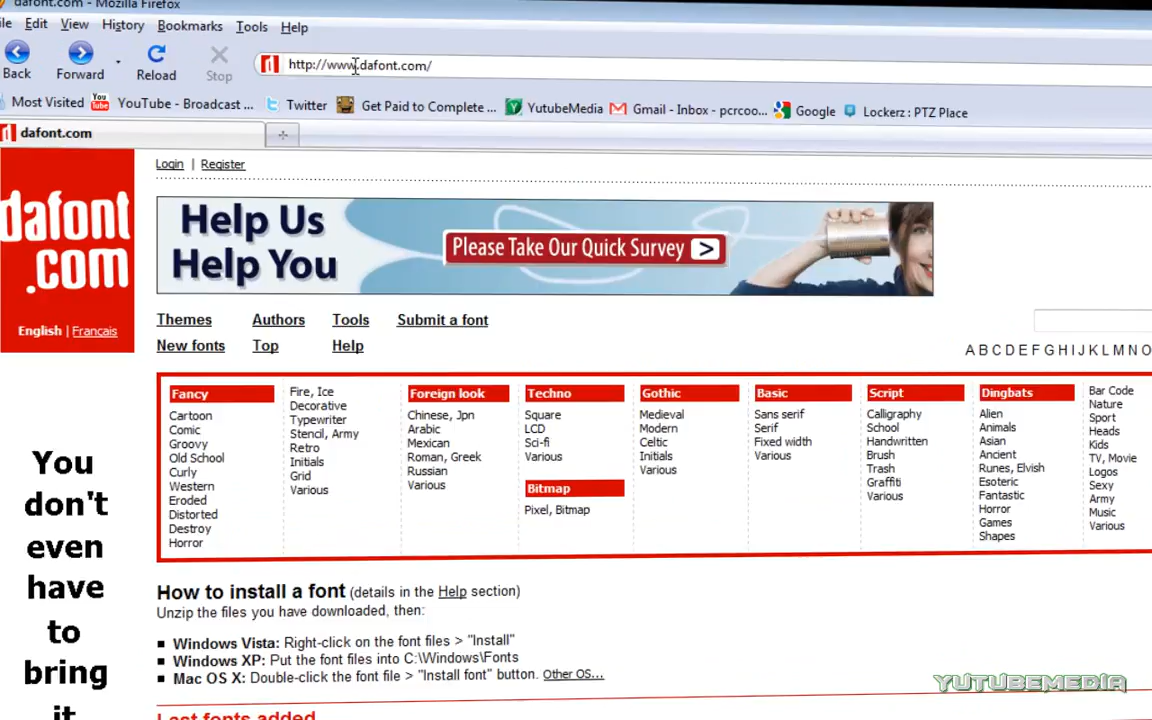 dafont.com - Mozilla Firefox
File Edit View History Bookmarks Tools Help
Back Forward Reload Stop http://www.dafont.com/
Most Visited YouTube - Broadcast ... Twitter Get Paid to Complete ... YutubeMedia Gmail - Inbox - pcrcoo... Google Lockerz : PTZ Place
dafont.com
Login | Register
dafont
.com
English | Francais
Help Us
Help You
Please Take Our Quick Survey >
Themes Authors Tools Submit a font
New fonts Top Help
A B C D E F G H I J K L M N O
Fancy
Cartoon
Comic
Groovy
Old School
Curly
Western
Eroded
Distorted
Destroy
Horror
Fire, Ice
Decorative
Typewriter
Stencil, Army
Retro
Initials
Grid
Various
Foreign look
Chinese, Jpn
Arabic
Mexican
Roman, Greek
Russian
Various
Techno
Square
LCD
Sci-fi
Various
Bitmap
Pixel, Bitmap
Gothic
Medieval
Modern
Celtic
Initials
Various
Basic
Sans serif
Serif
Fixed width
Various
Script
Calligraphy
School
Handwritten
Brush
Trash
Graffiti
Various
Dingbats
Alien
Animals
Asian
Ancient
Runes, Elvish
Esoteric
Fantastic
Horror
Games
Shapes
Bar Code
Nature
Sport
Heads
Kids
TV, Movie
Logos
Sexy
Army
Music
Various
You
don't
even
have
to
bring
it
How to install a font (details in the Help section)
Unzip the files you have downloaded, then:
Windows Vista: Right-click on the font files > "Install"
Windows XP: Put the font files into C:\Windows\Fonts
Mac OS X: Double-click the font file > "Install font" button. Other OS...
Last fonts added
YUTUBEMEDIA